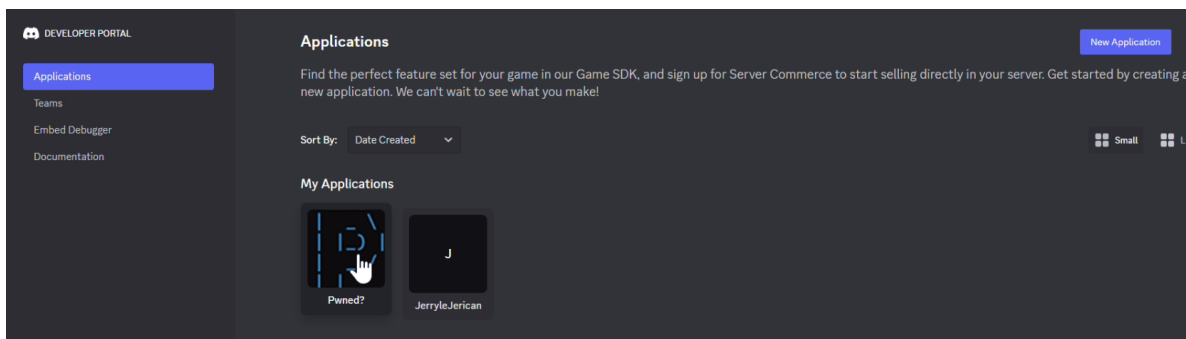 DEVELOPER PORTAL
Applications
Teams
Embed Debugger
Documentation
Applications
New Application
Find the perfect feature set for your game in our Game SDK, and sign up for Server Commerce to start selling directly in your server. Get started by creating a
new application. We can't wait to see what you make!
Sort By: Date Created
Small L
My Applications
Pwned?
J
JerryleJerican